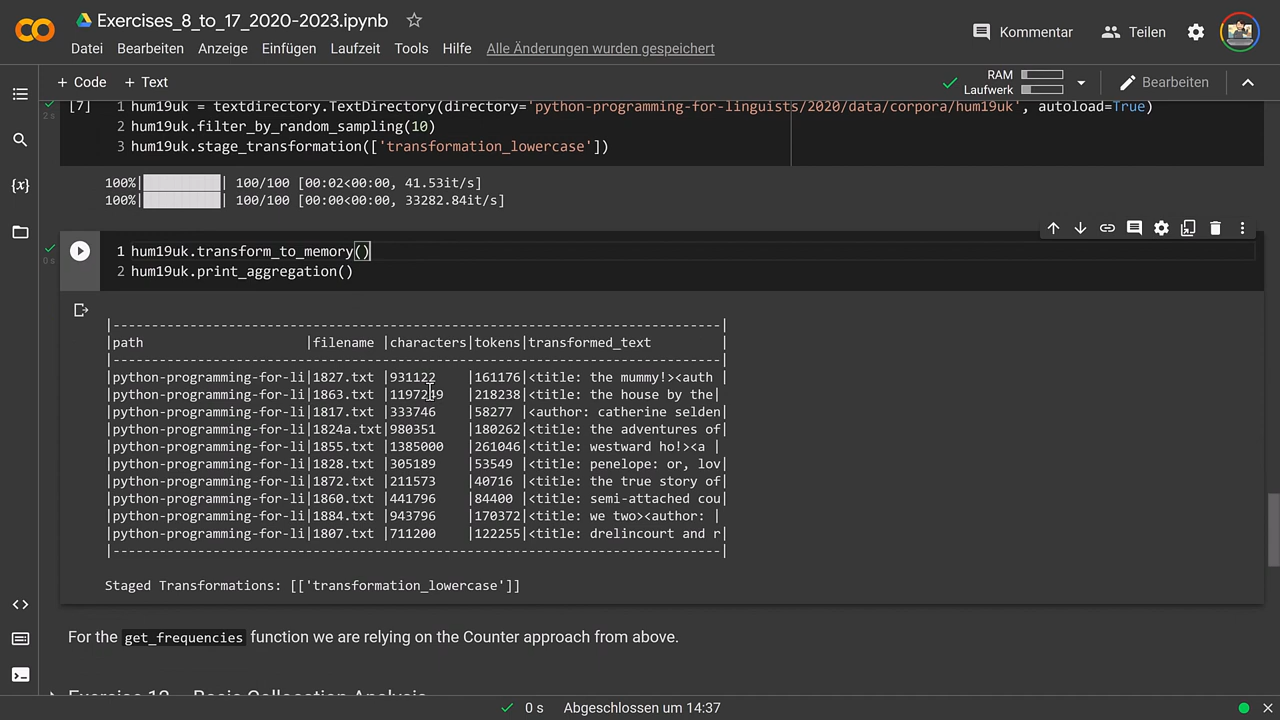 Exercises_8_to_17_2020-2023.ipynb
Datei Bearbeiten Anzeige Einfügen Laufzeit Tools Hilfe Alle Änderungen wurden gespeichert
Kommentar Teilen
+ Code + Text
RAM
Laufwerk
Bearbeiten
[7] 1 hum19uk = textdirectory.TextDirectory(directory='python-programming-for-linguists/2020/data/corpora/hum19uk', autoload=True)
2s
2 hum19uk.filter_by_random_sampling(10)
3 hum19uk.stage_transformation(['transformation_lowercase'])
100%| | 100/100 [00:02<00:00, 41.53it/s]
100%| | 100/100 [00:00<00:00, 33282.84it/s]
0s
1 hum19uk.transform_to_memory()
2 hum19uk.print_aggregation()
|path |filename |characters|tokens|transformed_text |
|python-programming-for-li|1827.txt |931122 |161176|<title: the mummy!><auth |
|python-programming-for-li|1863.txt |1197249 |218238|<title: the house by the|
|python-programming-for-li|1817.txt |333746 |58277 |<author: catherine selden|
|python-programming-for-li|1824a.txt|980351 |180262|<title: the adventures of|
|python-programming-for-li|1855.txt |1385000 |261046|<title: westward ho!><a |
|python-programming-for-li|1828.txt |305189 |53549 |<title: penelope: or, lov|
|python-programming-for-li|1872.txt |211573 |40716 |<title: the true story of|
|python-programming-for-li|1860.txt |441796 |84400 |<title: semi-attached cou|
|python-programming-for-li|1884.txt |943796 |170372|<title: we two><author: |
|python-programming-for-li|1807.txt |711200 |122255|<title: drelincourt and r|
Staged Transformations: [['transformation_lowercase']]
For the get_frequencies function we are relying on the Counter approach from above.
0 s Abgeschlossen um 14:37